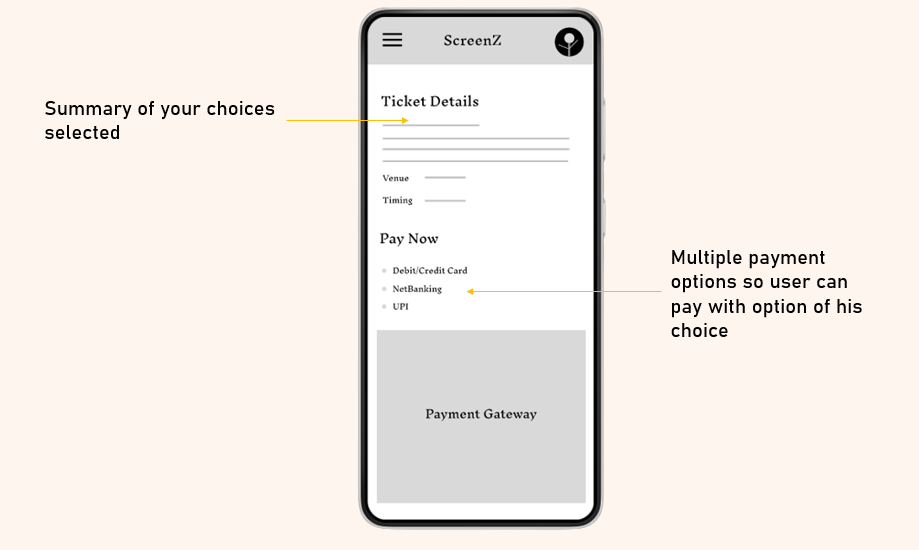 ScreenZ
Ticket Details
Summary of your choices
selected
Venue
Timing
Pay Now
Debit/Credit Card
NetBanking
UPI
Multiple payment
options so user can
pay with option of his
choice
Payment Gateway